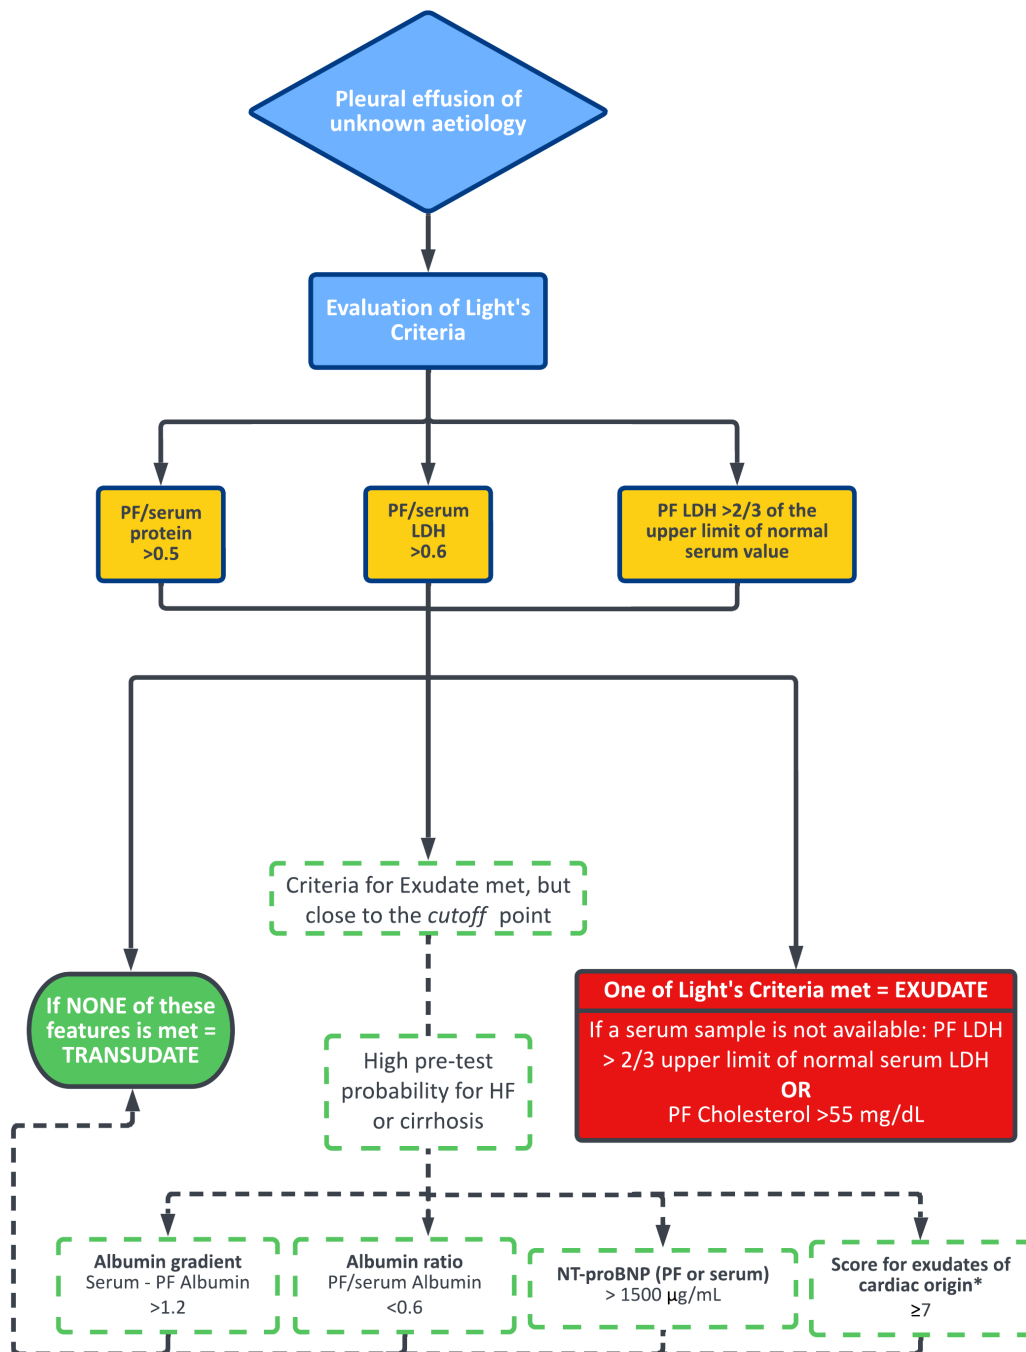 Pleural effusion of
unknown aetiology
Evaluation of Light's
Criteria
PF/serum
protein
>0.5
PF/serum
LDH
>0.6
PF LDH >2/3 of the
upper limit of normal
serum value
Criteria for Exudate met, but
close to the cutoff point
If NONE of these
features is met =
TRANSUDATE
One of Light's Criteria met = EXUDATE
If a serum sample is not available: PF LDH
> 2/3 upper limit of normal serum LDH
OR
PF Cholesterol >55 mg/dL
High pre-test
probability for HF
or cirrhosis
Albumin gradient
Serum - PF Albumin
>1.2
Albumin ratio
PF/serum Albumin
<0.6
NT-proBNP (PF or serum)
> 1500 µg/mL
Score for exudates of
cardiac origin*
≥7